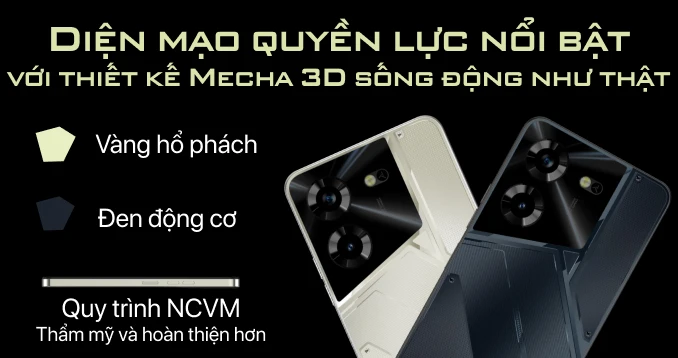 DIỆN MẠO QUYỀN LỰC NỔI BẬT
VỚI THIẾT KẾ MECHA 3D SỐNG ĐỘNG NHƯ THẬT
Vàng hổ phách
Đen động cơ
Quy trình NCVM
Thẩm mỹ và hoàn thiện hơn